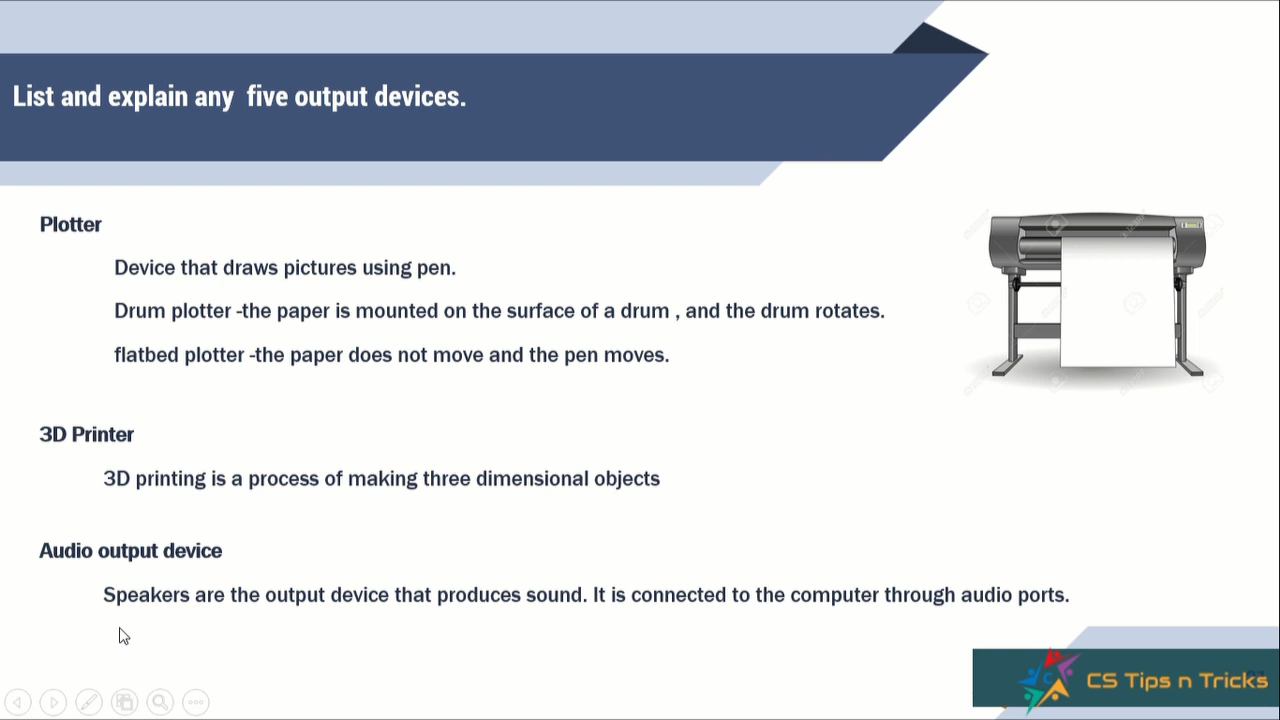 List and explain any  five output devices.
Plotter
Device that draws pictures using pen.
Drum plotter -the paper is mounted on the surface of a drum , and the drum rotates.
flatbed plotter -the paper does not move and the pen moves.
3D Printer
3D printing is a process of making three dimensional objects
Audio output device
Speakers are the output device that produces sound. It is connected to the computer through audio ports.
CS Tips n Tricks